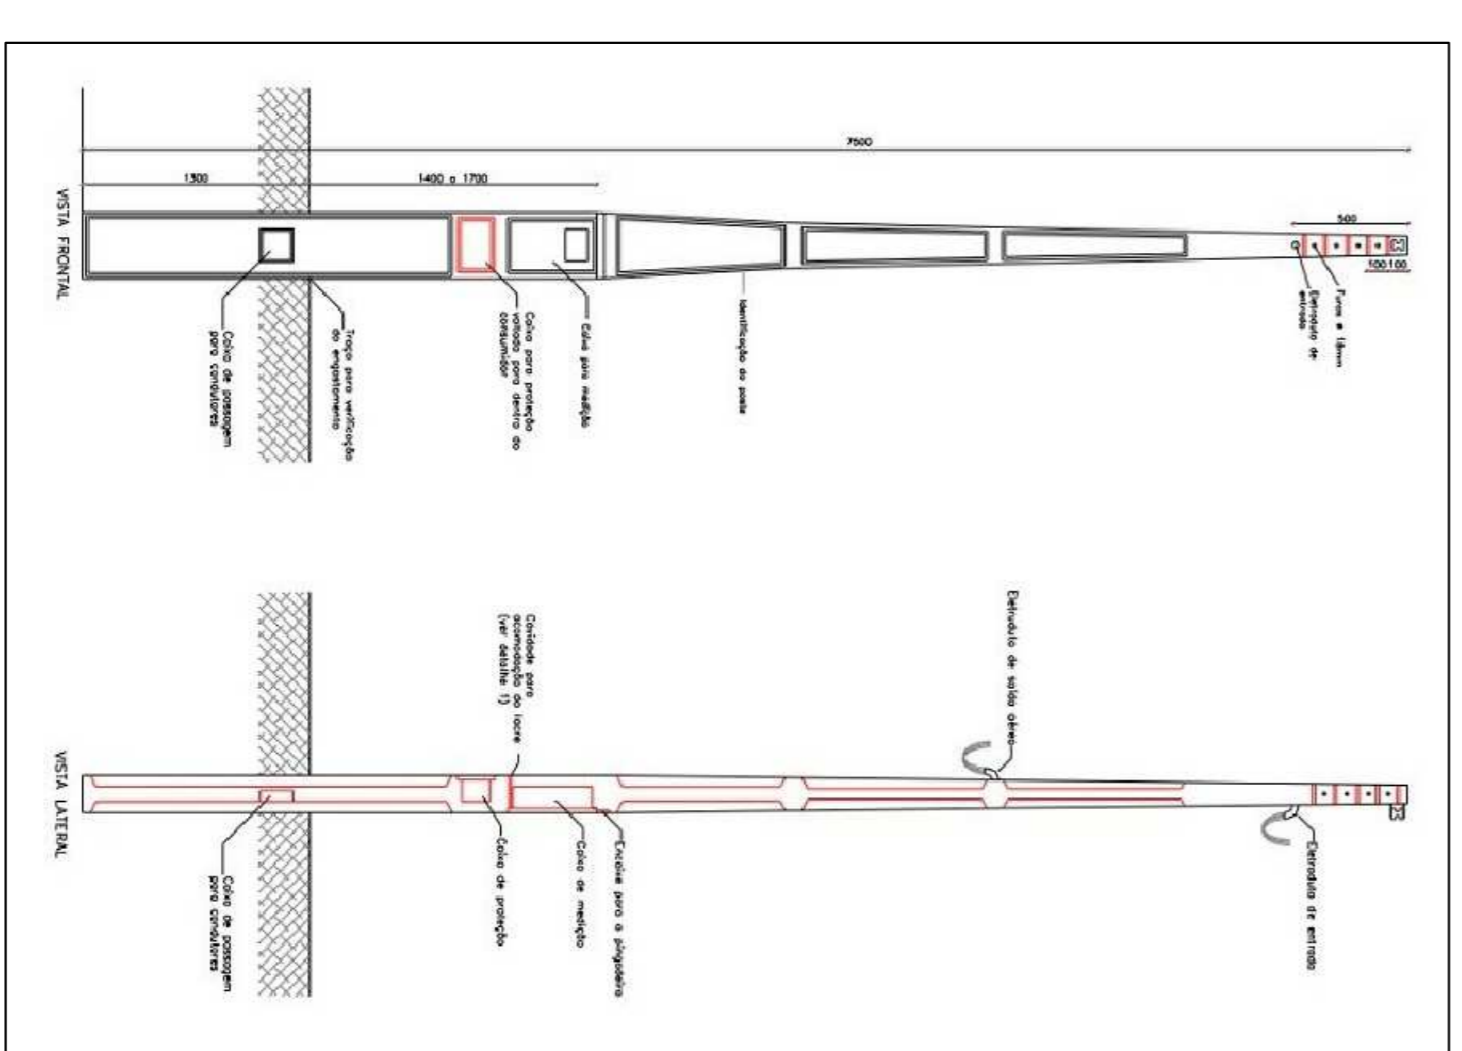 7500
1300
1400 a 1700
500
100 100
VISTA FRONTAL
Caixa de passagem
para condutores
Traço para verificação
do engastamento
Caixa para proteção
voltada para dentro do
consumidor
Caixa para medição
Identificação do poste
Eletroduto de
entrada
Furos ø 18mm
VISTA LATERAL
Caixa de passagem
para condutores
Cavidade para
acomodação do lacre
(ver detalhe 1)
Caixa de proteção
Caixa de medição
Encaixe para a pingadeira
Eletroduto de saída aéreo
Eletroduto de entrada